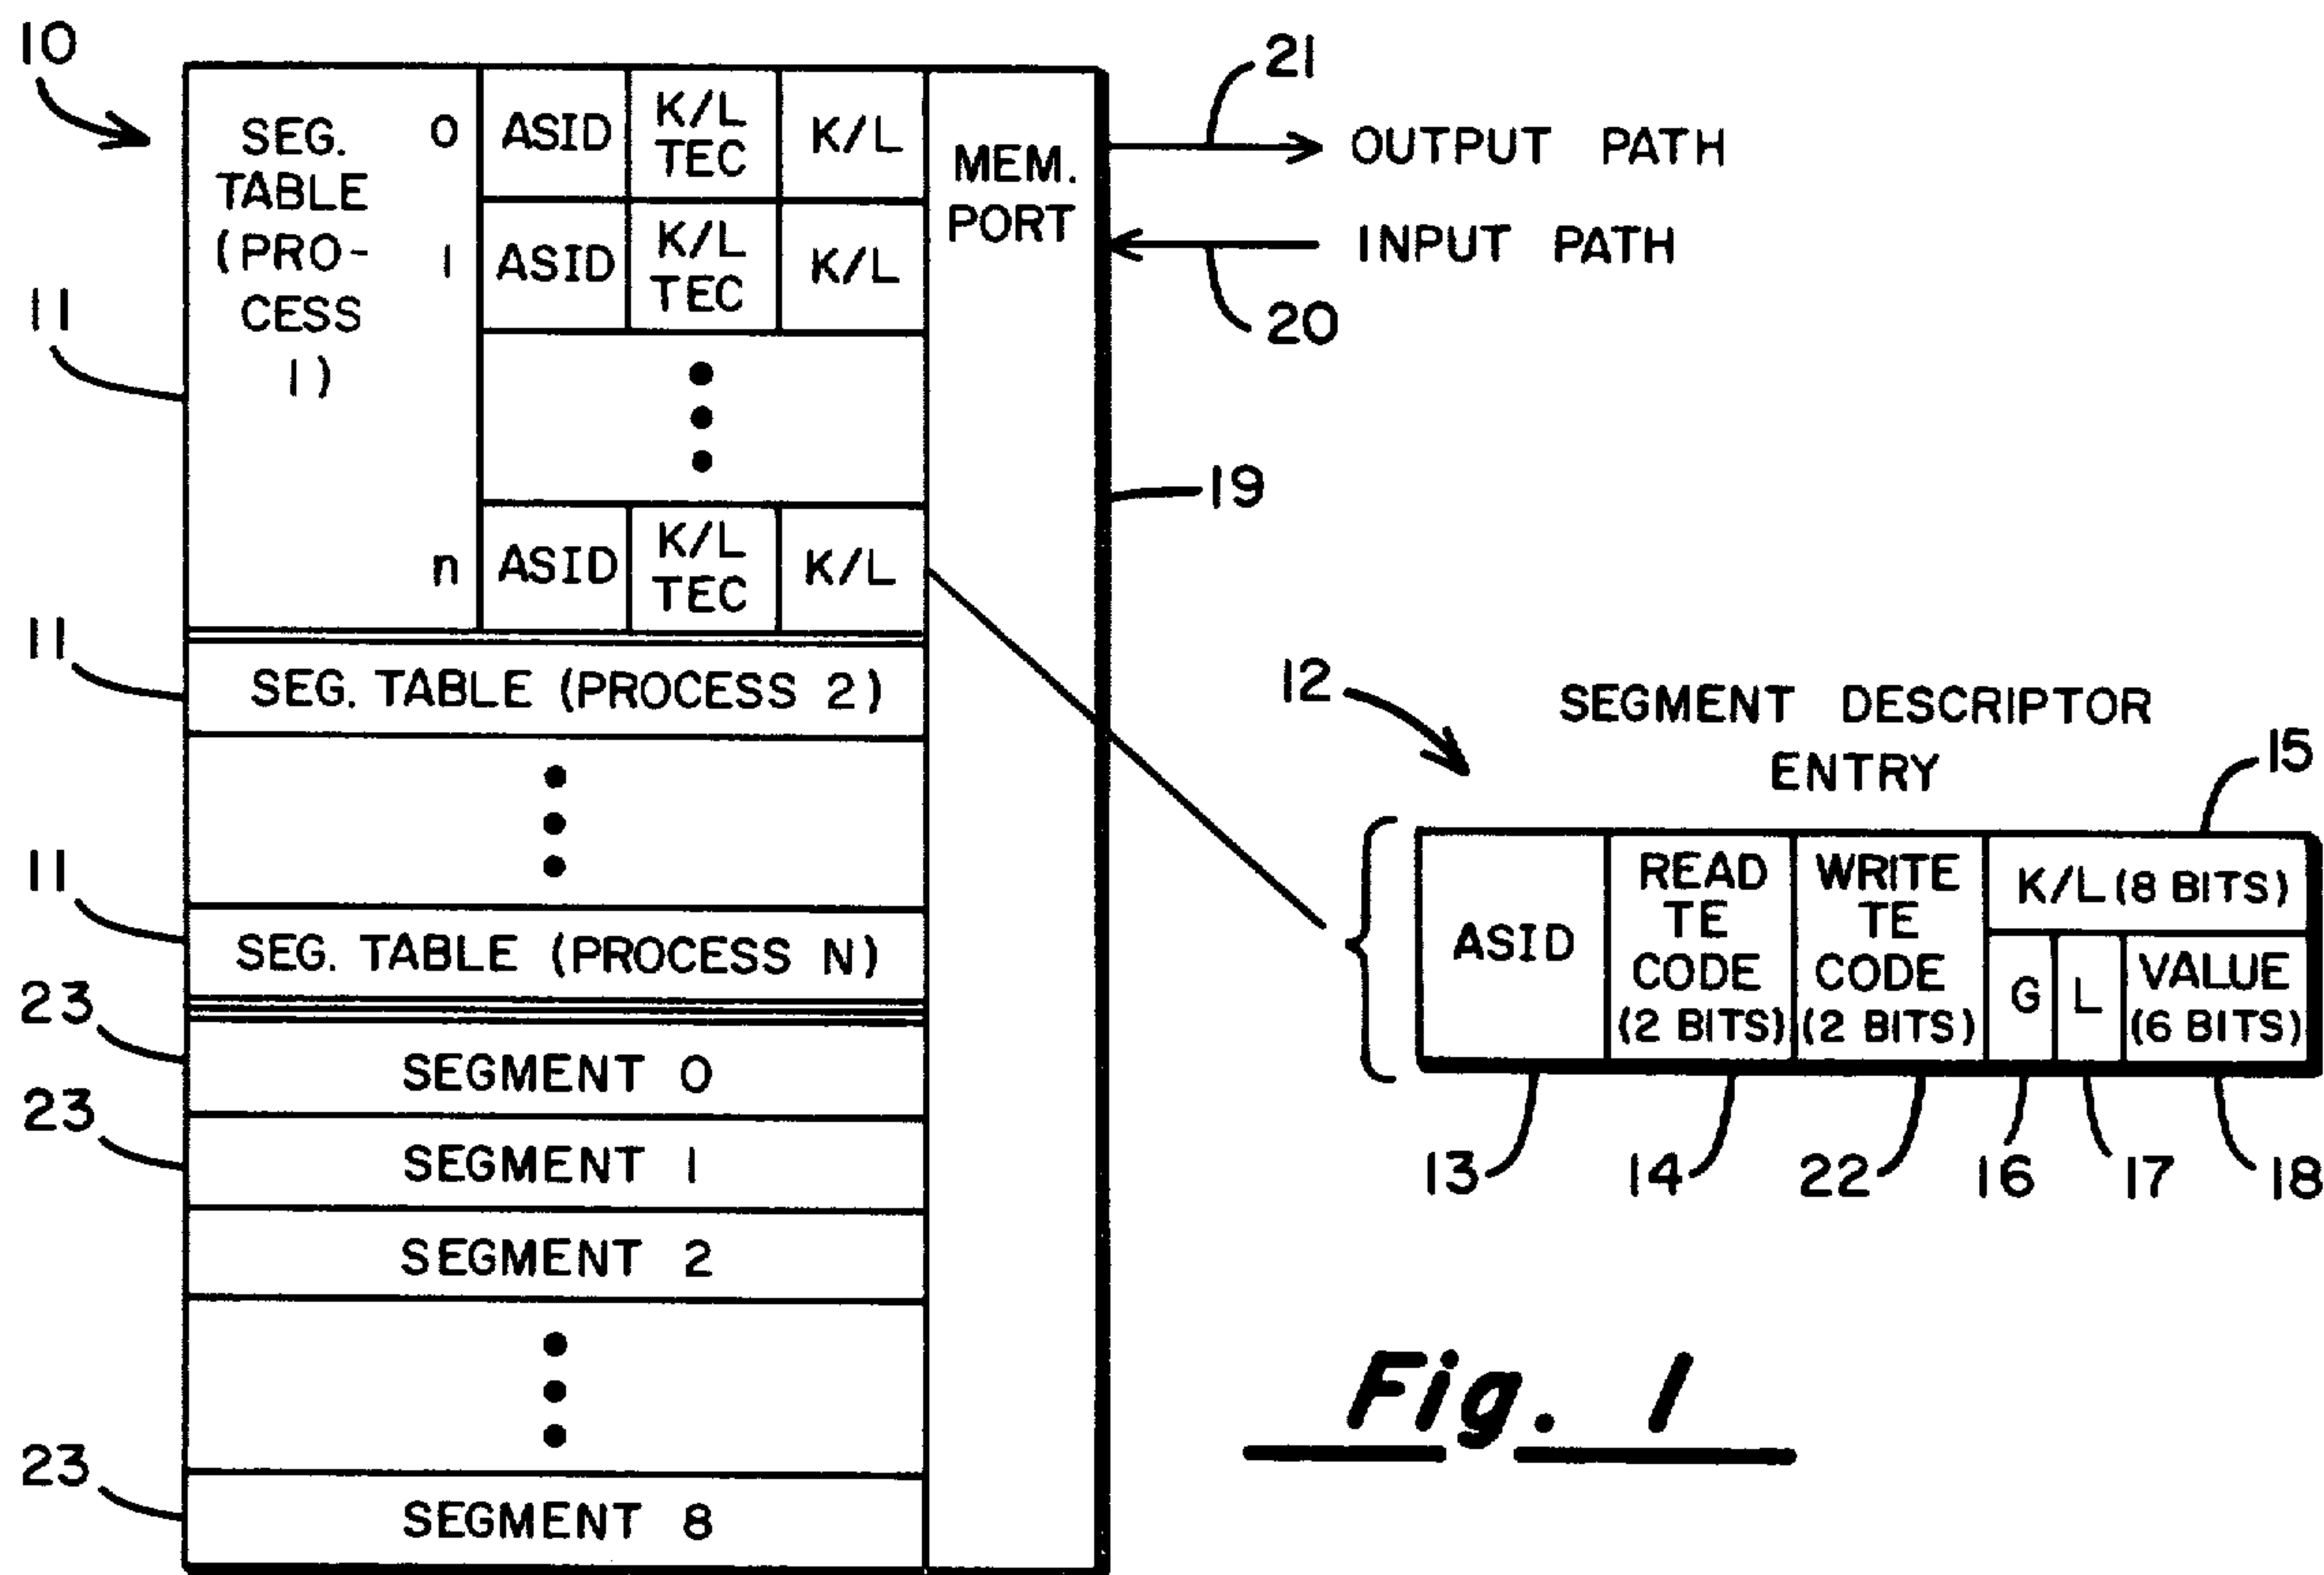 10
21
SEG.
TABLE
(PRO-
CESS
1)
0 ASID K/L TEC K/L
1 ASID K/L TEC K/L
n ASID K/L TEC K/L
MEM.
PORT
OUTPUT PATH
INPUT PATH
20
11
19
11
SEG. TABLE (PROCESS 2)
12
SEGMENT DESCRIPTOR
ENTRY
15
ASID
READ
TE
CODE
(2 BITS)
WRITE
TE
CODE
(2 BITS)
K/L (8 BITS)
G
L
VALUE
(6 BITS)
11
SEG. TABLE (PROCESS N)
13
14
22
16
17
18
23
SEGMENT 0
23
SEGMENT 1
SEGMENT 2
23
SEGMENT 8
Fig. 1